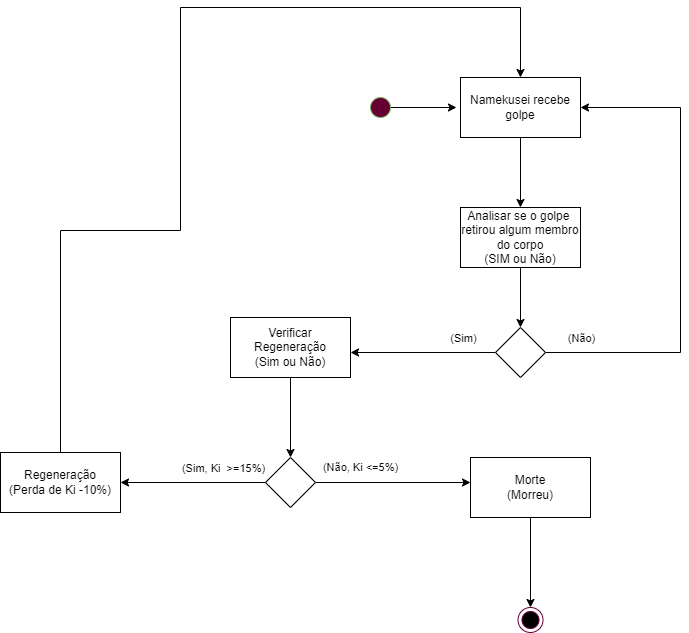 Namekusei recebe
golpe
Analisar se o golpe
retirou algum membro
do corpo
(SIM ou Não)
(Sim)
(Não)
Verificar
Regeneração
(Sim ou Não)
(Sim, Ki >=15%)
(Não, Ki <=5%)
Regeneração
(Perda de Ki -10%)
Morte
(Morreu)